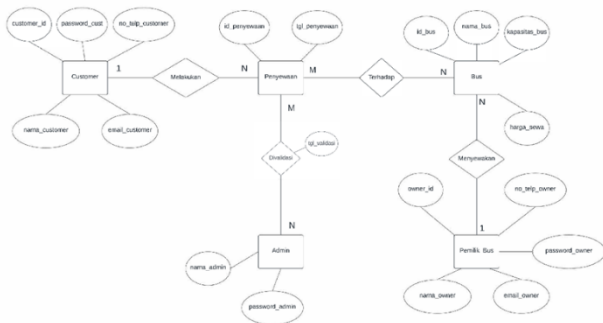 customer_id
password_cust
no_telp_customer
id_penyewaan
tgl_penyewaan
id_bus
nama_bus
kapasitas_bus
Customer
1
Melakukan
N
Penyewaan
M
Terhadap
N
Bus
M
N
nama_customer
email_customer
harga_sewa
Divalidasi
tgl_validasi
Menyewakan
owner_id
no_telp_owner
N
1
nama_admin
Admin
Pemilik Bus
password_owner
password_admin
nama_owner
email_owner